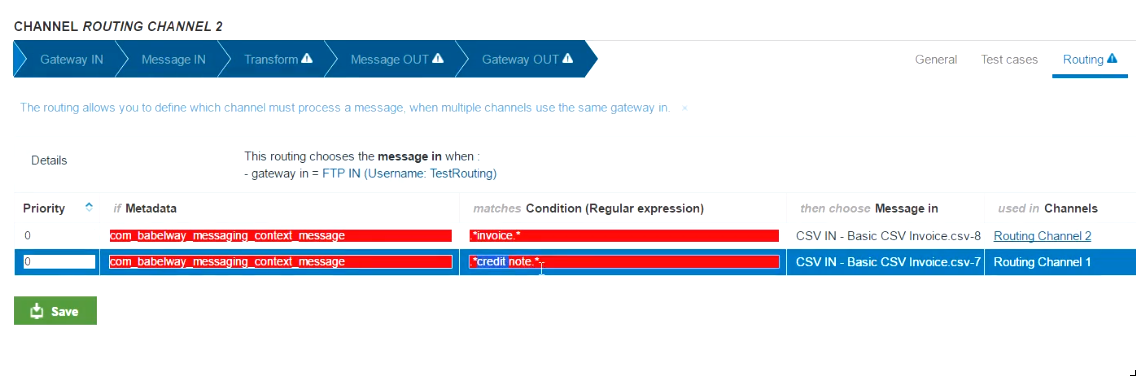 CHANNEL ROUTING CHANNEL 2
Gateway IN Message IN Transform Message OUT Gateway OUT General Test cases Routing
The routing allows you to define which channel must process a message, when multiple channels use the same gateway in. ×
Details
This routing chooses the message in when :
- gateway in = FTP IN (Username: TestRouting)
Priority if Metadata matches Condition (Regular expression) then choose Message in used in Channels
0 com_babelway_messaging_context_message .*invoice.* CSV IN - Basic CSV Invoice.csv-8 Routing Channel 2
0 com_babelway_messaging_context_message .*credit note.* CSV IN - Basic CSV Invoice.csv-7 Routing Channel 1
Save